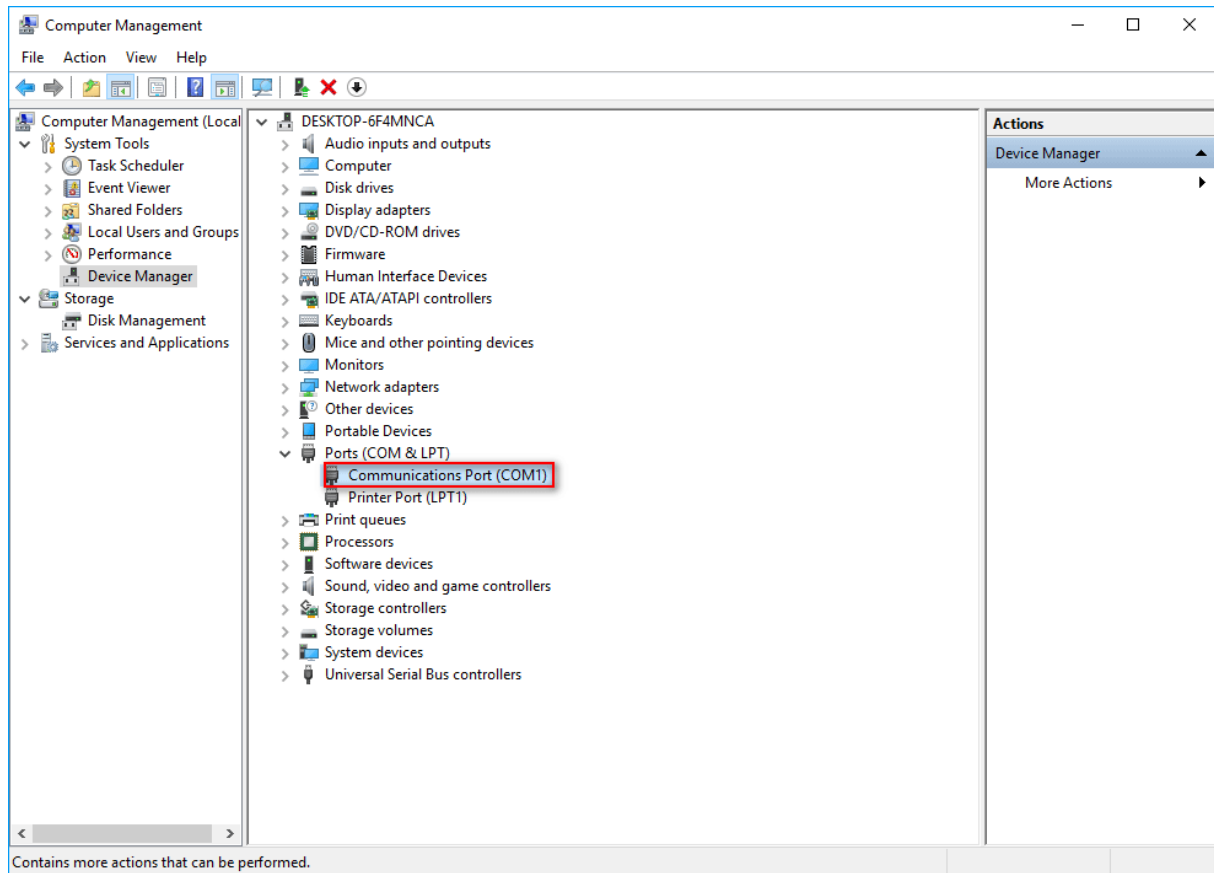 Computer Management
File Action View Help
Computer Management (Local
System Tools
Task Scheduler
Event Viewer
Shared Folders
Local Users and Groups
Performance
Device Manager
Storage
Disk Management
Services and Applications
DESKTOP-6F4MNCA
Audio inputs and outputs
Computer
Disk drives
Display adapters
DVD/CD-ROM drives
Firmware
Human Interface Devices
IDE ATA/ATAPI controllers
Keyboards
Mice and other pointing devices
Monitors
Network adapters
Other devices
Portable Devices
Ports (COM & LPT)
Communications Port (COM1)
Printer Port (LPT1)
Print queues
Processors
Software devices
Sound, video and game controllers
Storage controllers
Storage volumes
System devices
Universal Serial Bus controllers
Actions
Device Manager
More Actions
Contains more actions that can be performed.